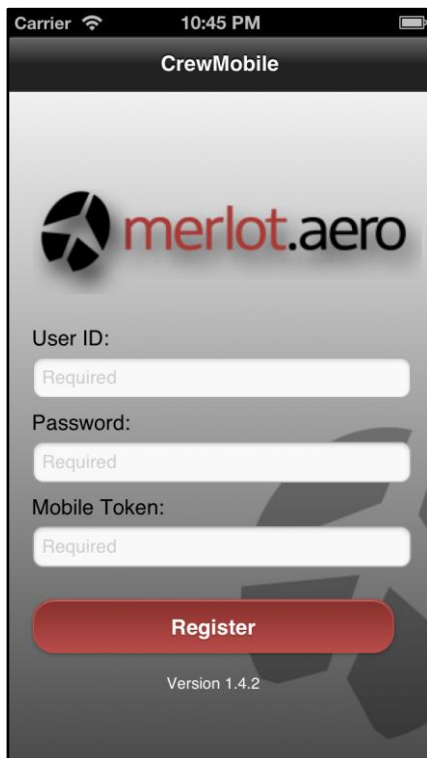 Carrier 10:45 PM
CrewMobile
merlot.aero
User ID:
Required
Password:
Required
Mobile Token:
Required
Register
Version 1.4.2